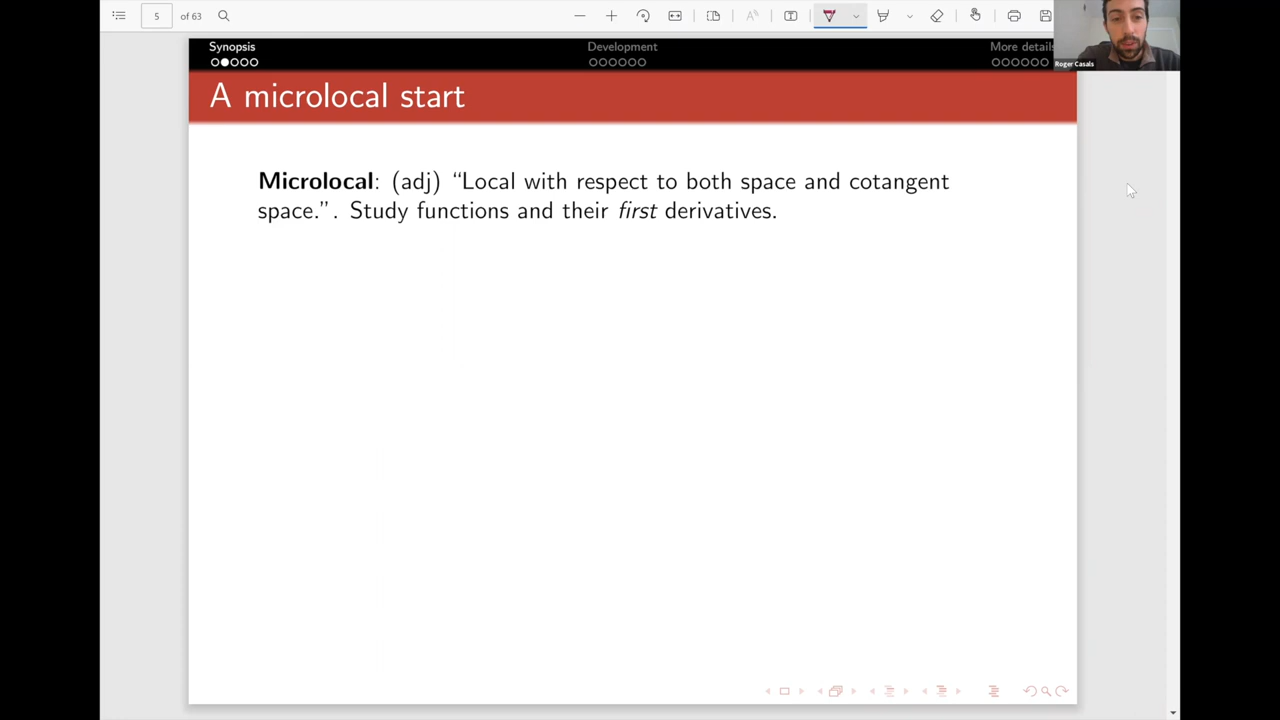 5 of 63
Synopsis Development More details
Roger Casals
A microlocal start
Microlocal: (adj) “Local with respect to both space and cotangent
space.”. Study functions and their first derivatives.